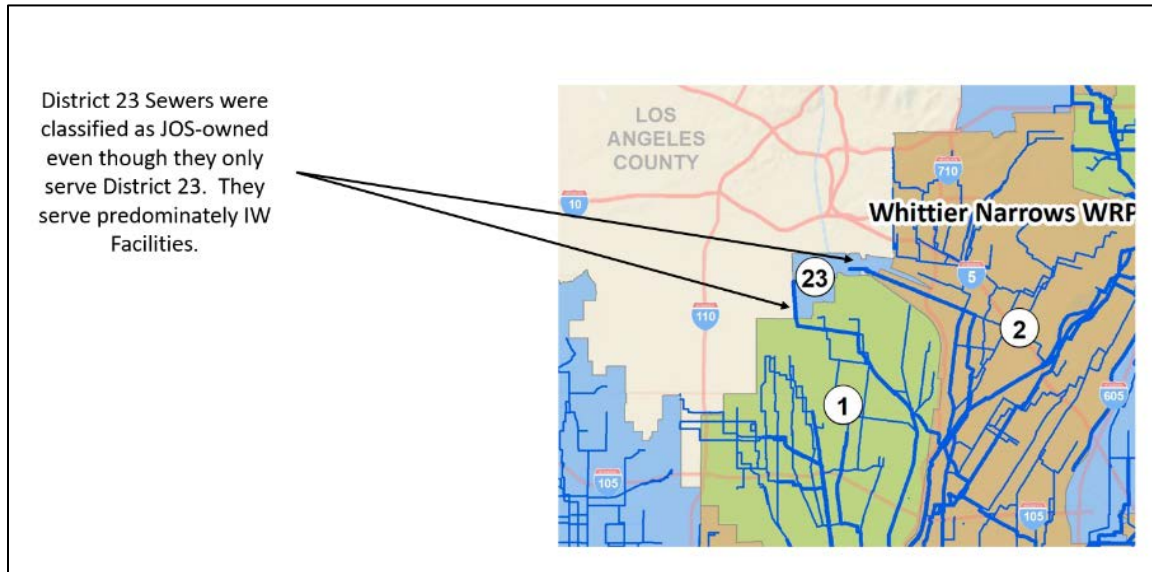 District 23 Sewers were
classified as JOS-owned
even though they only
serve District 23. They
serve predominately IW
Facilities.
LOS
ANGELES
COUNTY
710
10
Whittier Narrows WRP
23
5
110
2
1
605
105
105